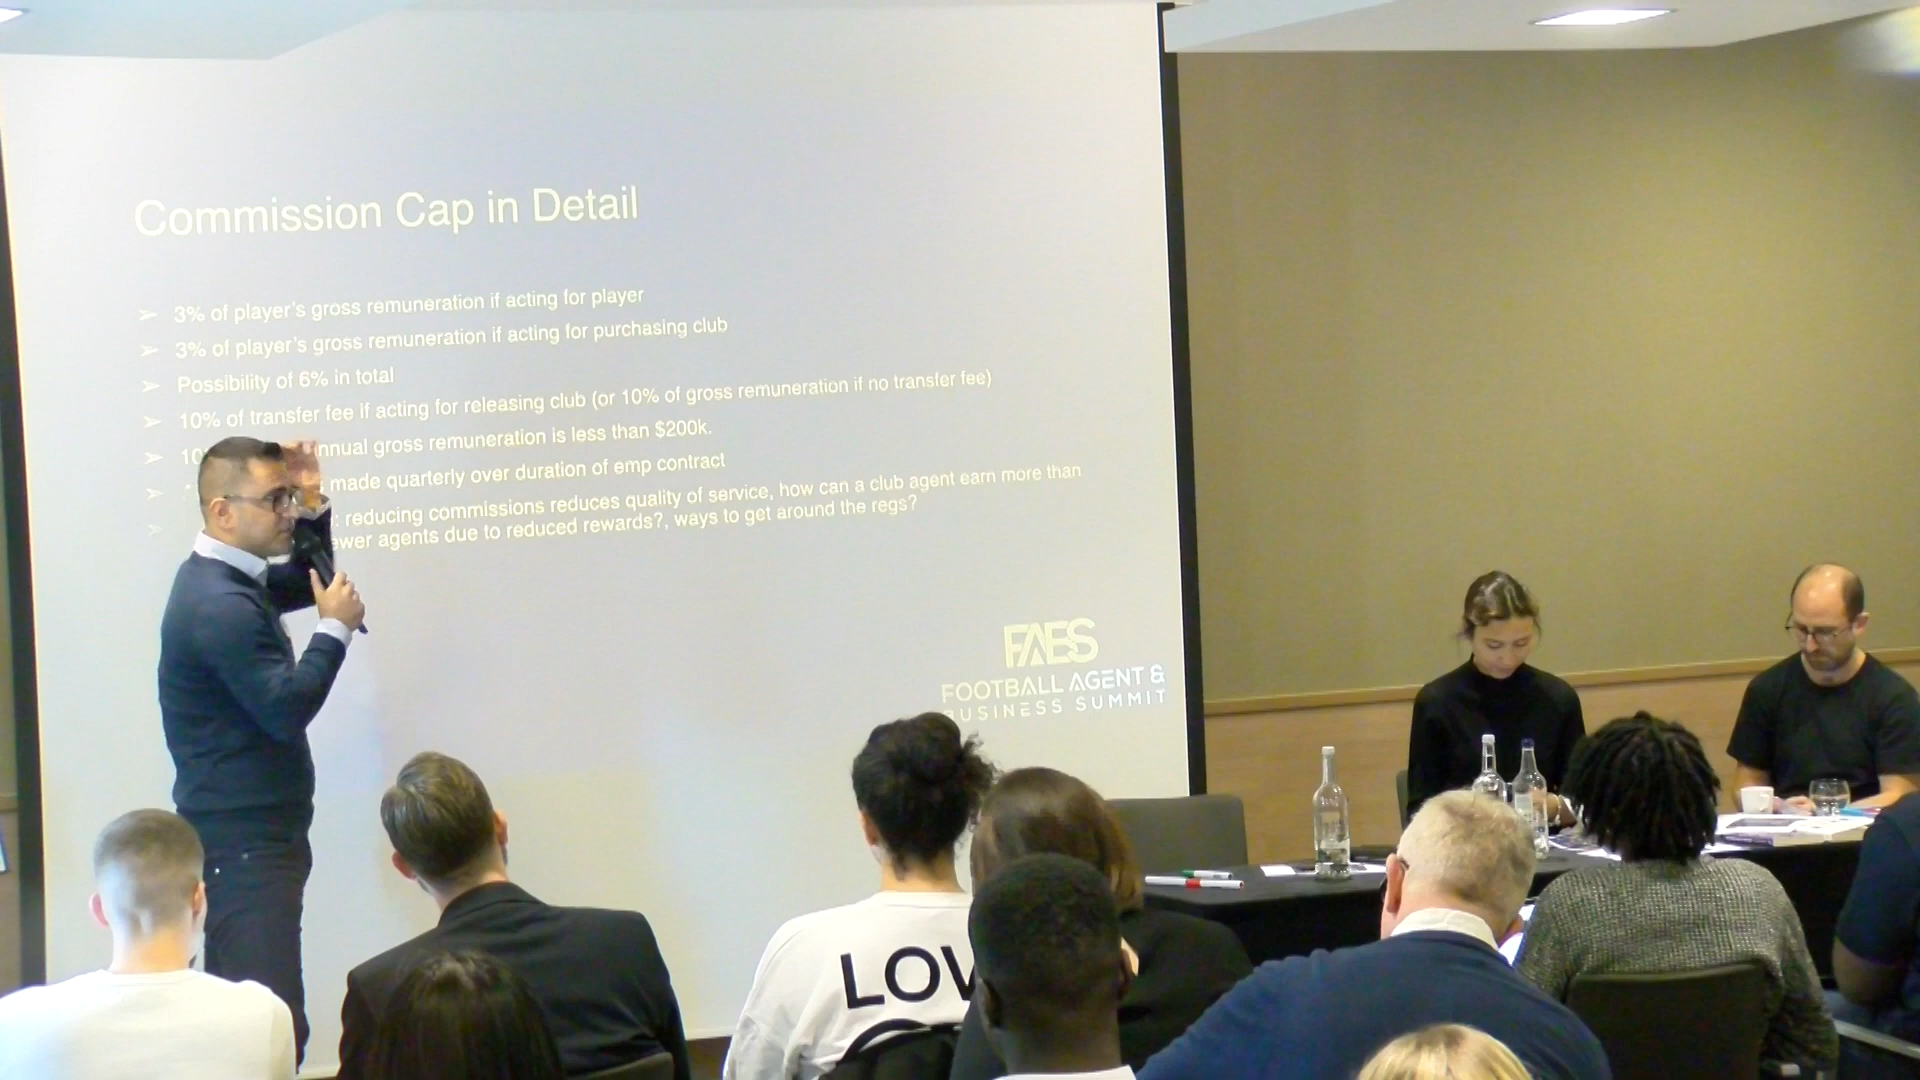 Commission Cap in Detail
➢ 3% of player's gross remuneration if acting for player
➢ 3% of player's gross remuneration if acting for purchasing club
➢ Possibility of 6% in total
➢ 10% of transfer fee if acting for releasing club (or 10% of gross remuneration if no transfer fee)
➢ gross remuneration is less than $200k.
➢ made quarterly over duration of emp contract
➢ : reducing commissions reduces quality of service, how can a club agent earn more than
agents due to reduced rewards?, ways to get around the regs?
FAES
FOOTBALL AGENT &
BUSINESS SUMMIT